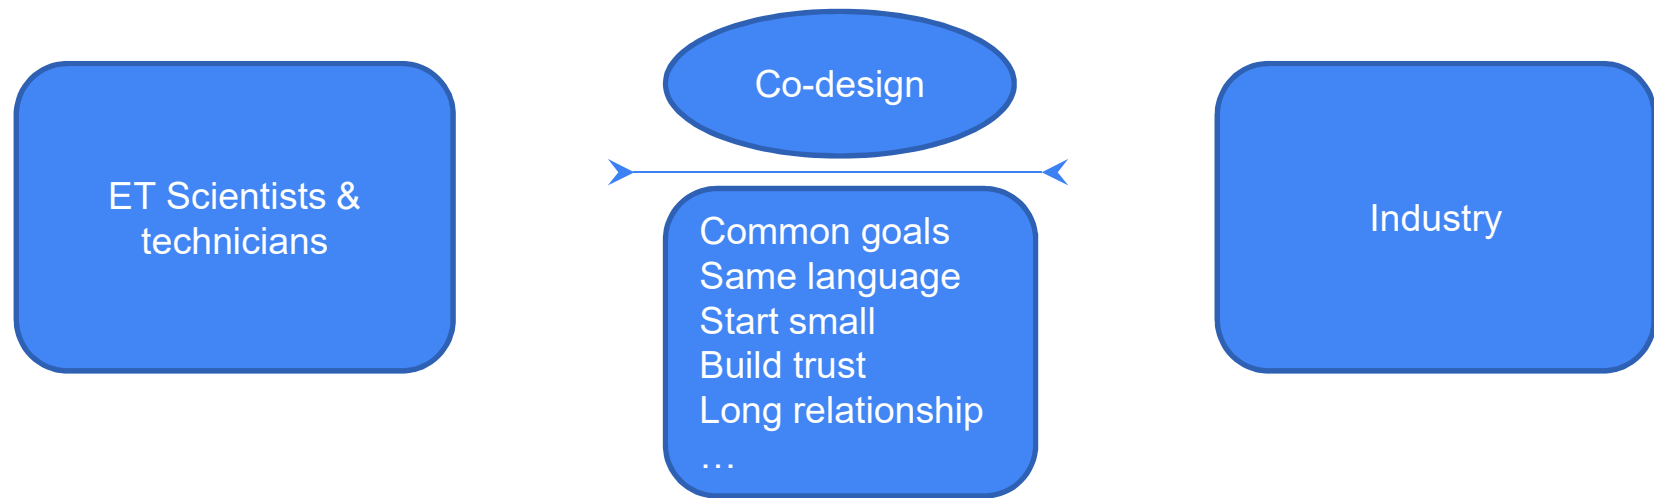 ET Scientists &
technicians
Co-design
Common goals
Same language
Start small
Build trust
Long relationship
…
Industry